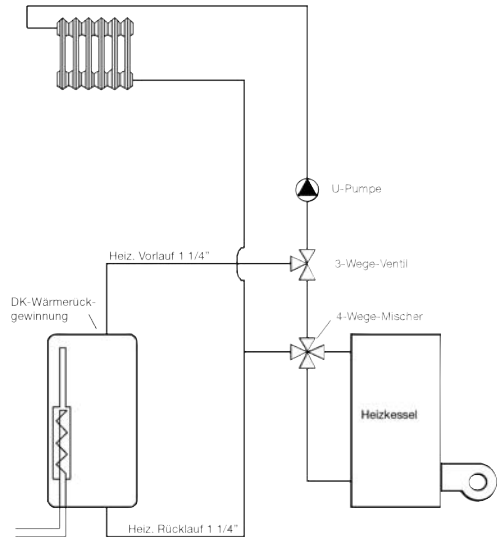 U-Pumpe
Heiz. Vorlauf 1 1/4"
3-Wege-Ventil
DK-Wärmerück-
gewinnung
4-Wege-Mischer
Heizkessel
Heiz. Rücklauf 1 1/4"